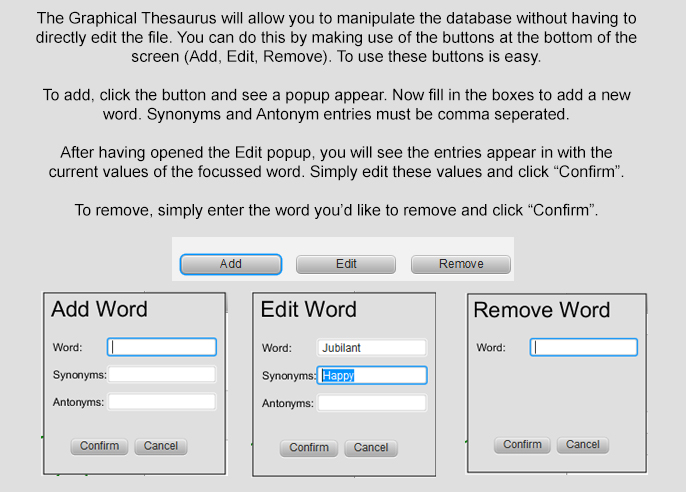 The Graphical Thesaurus will allow you to manipulate the database without having to
directly edit the file. You can do this by making use of the buttons at the bottom of the
screen (Add, Edit, Remove). To use these buttons is easy.
To add, click the button and see a popup appear. Now fill in the boxes to add a new
word. Synonyms and Antonym entries must be comma seperated.
After having opened the Edit popup, you will see the entries appear in with the
current values of the focussed word. Simply edit these values and click “Confirm”.
To remove, simply enter the word you’d like to remove and click “Confirm”.
Add Edit Remove
Add Word
Word:
Synonyms:
Antonyms:
Confirm Cancel
Edit Word
Word: Jubilant
Synonyms: Happy
Antonyms:
Confirm Cancel
Remove Word
Word:
Confirm Cancel